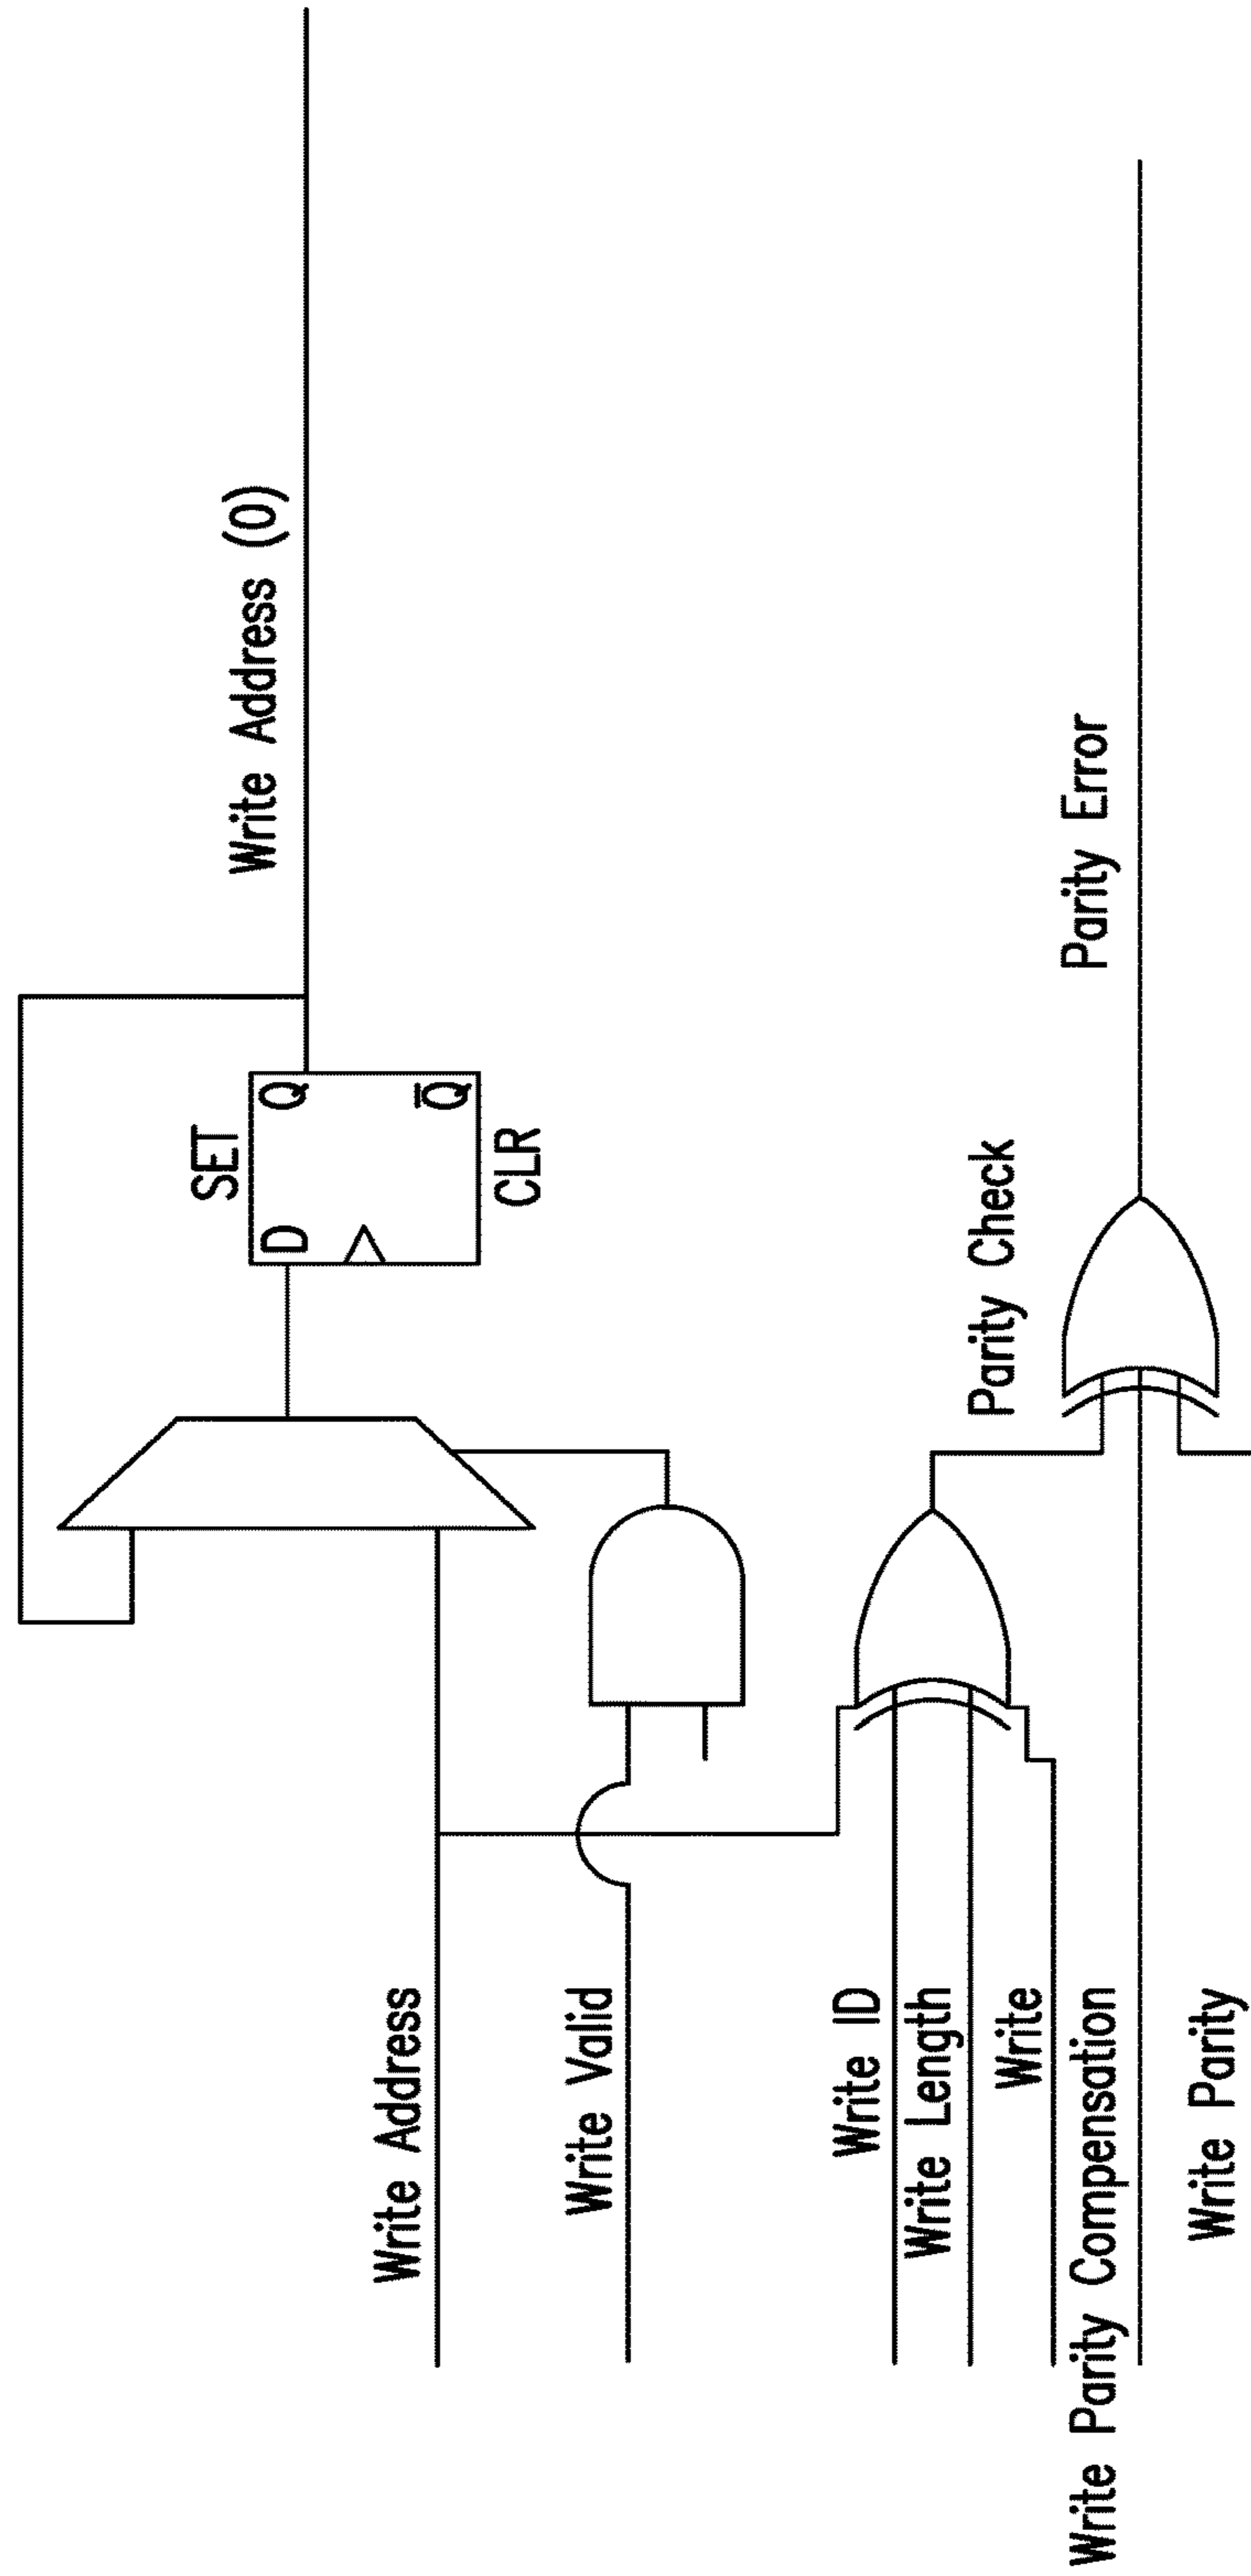 Write Address
Write Valid
Write ID
Write Length
Write
Write Parity Compensation
Write Parity
SET
D
Q
Q̅
CLR
Write Address (0)
Parity Check
Parity Error